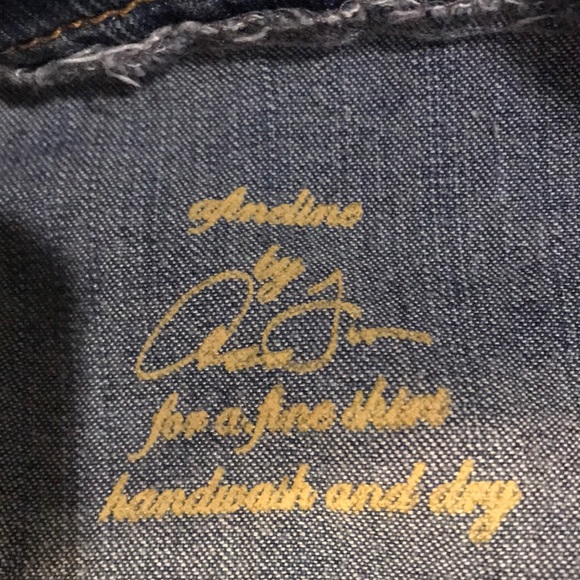 Andine
by
for a fine shirt
handwash and dry